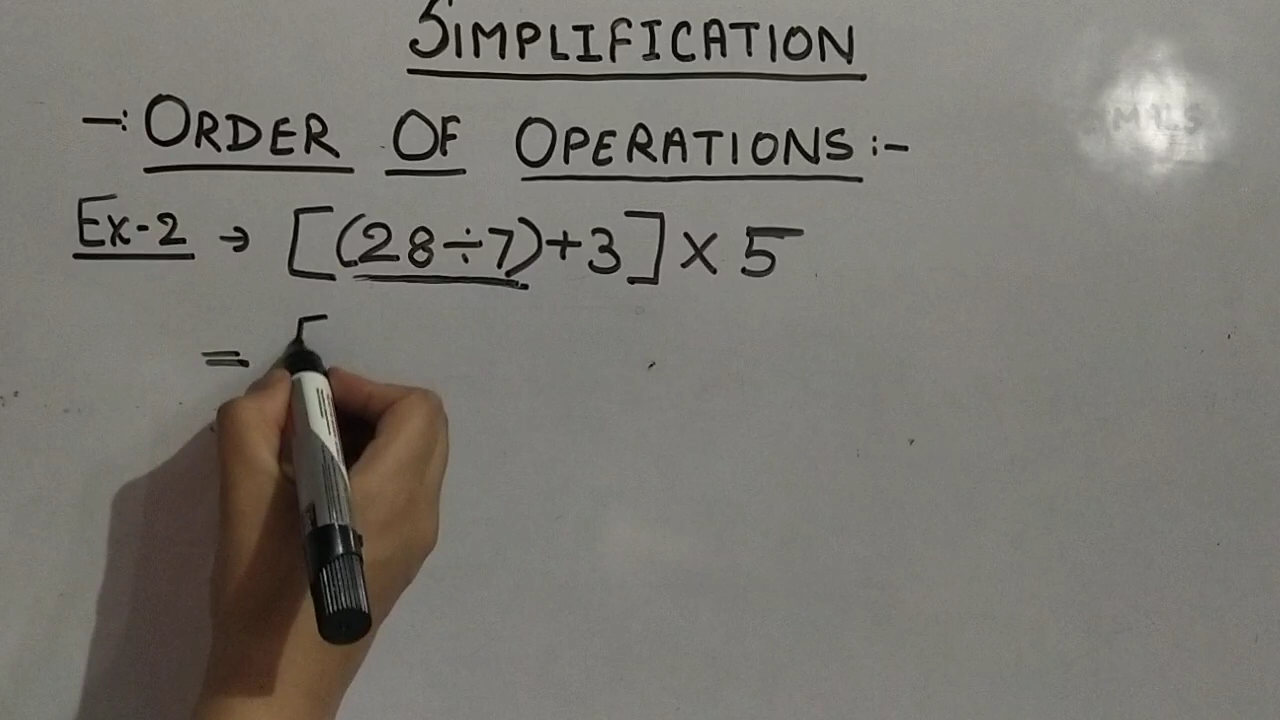 SIMPLIFICATION
-: ORDER OF OPERATIONS :-
Ex-2 → [(28÷7)+3] × 5
= [